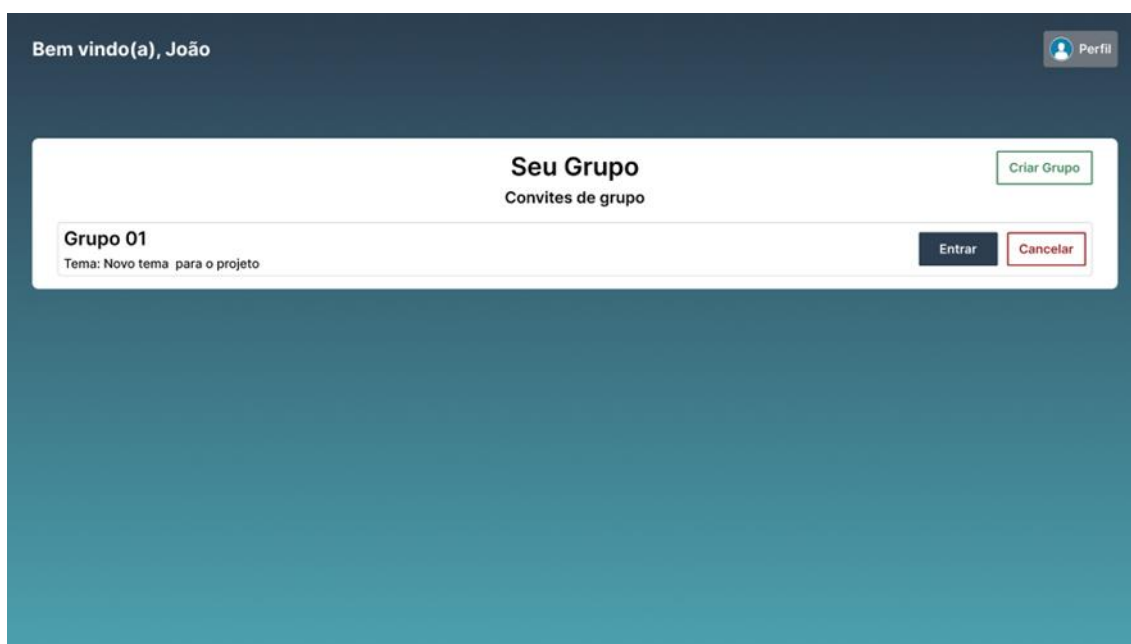 Bem vindo(a), João
Perfil
Seu Grupo
Criar Grupo
Convites de grupo
Grupo 01
Entrar
Cancelar
Tema: Novo tema  para o projeto